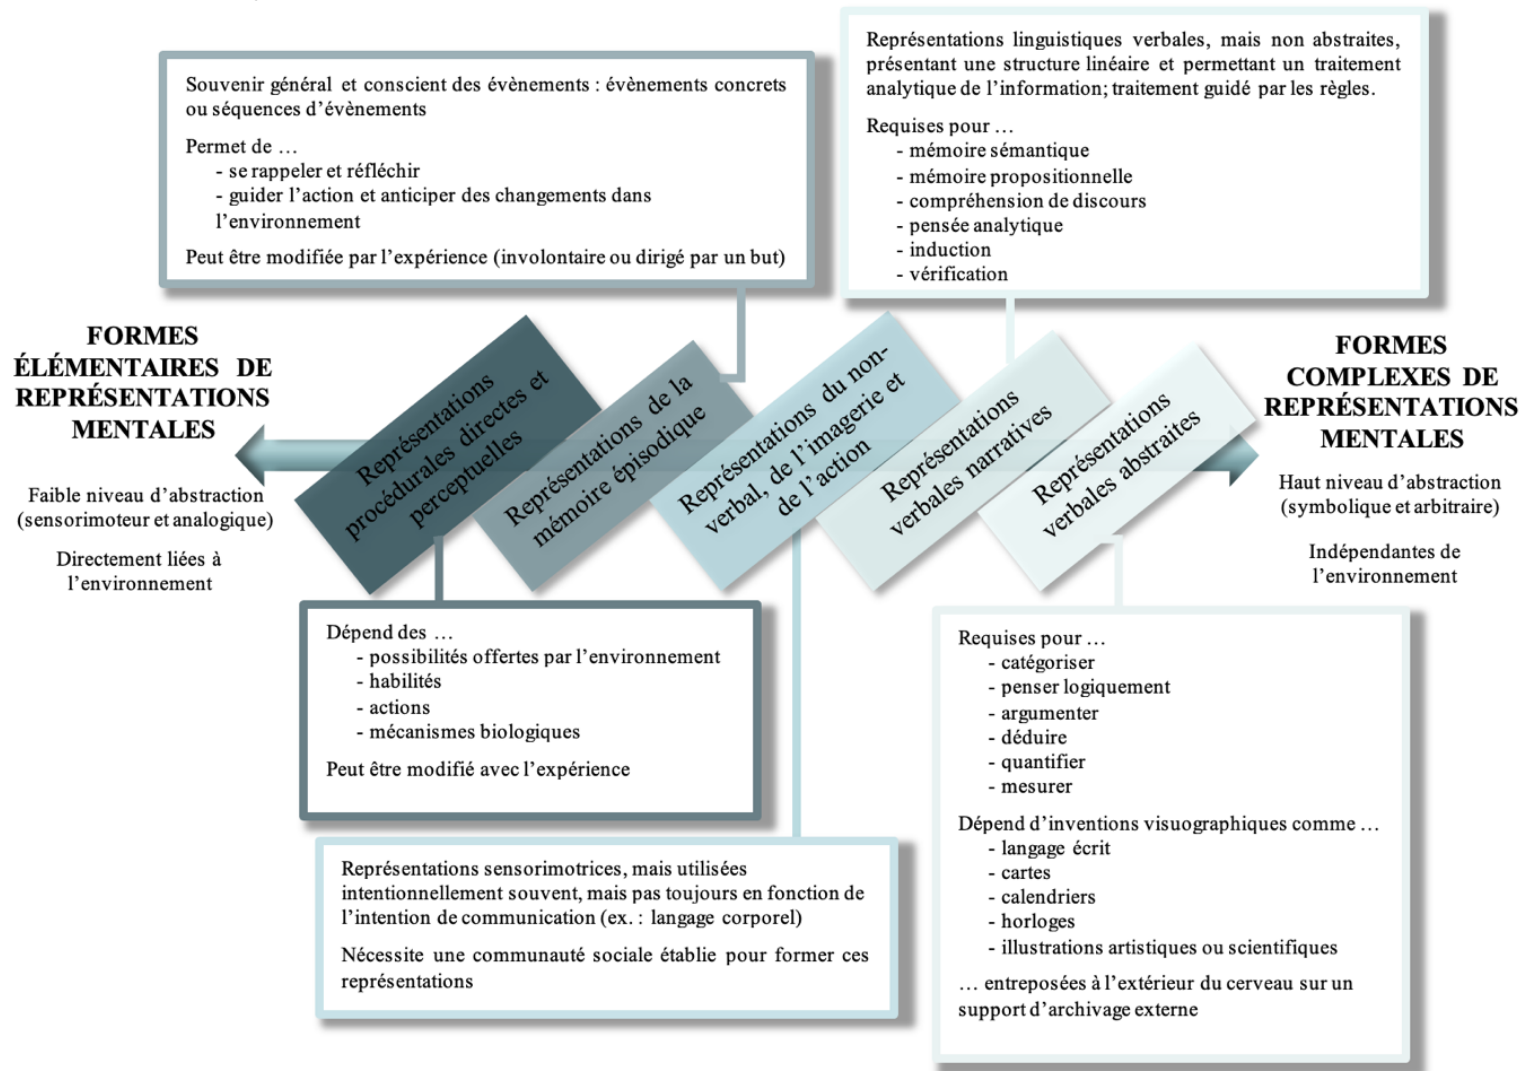 Souvenir général et conscient des évènements : évènements concrets
ou séquences d’évènements
Permet de …
- se rappeler et réfléchir
- guider l’action et anticiper des changements dans
l’environnement
Peut être modifiée par l’expérience (involontaire ou dirigé par un but)
Représentations linguistiques verbales, mais non abstraites,
présentant une structure linéaire et permettant un traitement
analytique de l’information; traitement guidé par les règles.
Requises pour …
- mémoire sémantique
- mémoire propositionnelle
- compréhension de discours
- pensée analytique
- induction
- vérification
FORMES
ÉLÉMENTAIRES DE
REPRÉSENTATIONS
MENTALES
Faible niveau d’abstraction
(sensorimoteur et analogique)
Directement liées à
l’environnement
Représentations
procédurales directes et
perceptuelles
Représentations de la
mémoire épisodique
Représentations du non-
verbal, de l’imagerie et
de l’action
Représentations
verbales narratives
Représentations
verbales abstraites
FORMES
COMPLEXES DE
REPRÉSENTATIONS
MENTALES
Haut niveau d’abstraction
(symbolique et arbitraire)
Indépendantes de
l’environnement
Dépend des …
- possibilités offertes par l’environnement
- habilités
- actions
- mécanismes biologiques
Peut être modifié avec l’expérience
Représentations sensorimotrices, mais utilisées
intentionnellement souvent, mais pas toujours en fonction de
l’intention de communication (ex. : langage corporel)
Nécessite une communauté sociale établie pour former ces
représentations
Requises pour …
- catégoriser
- penser logiquement
- argumenter
- déduire
- quantifier
- mesurer
Dépend d’inventions visuographiques comme …
- langage écrit
- cartes
- calendriers
- horloges
- illustrations artistiques ou scientifiques
… entreposées à l’extérieur du cerveau sur un
support d’archivage externe